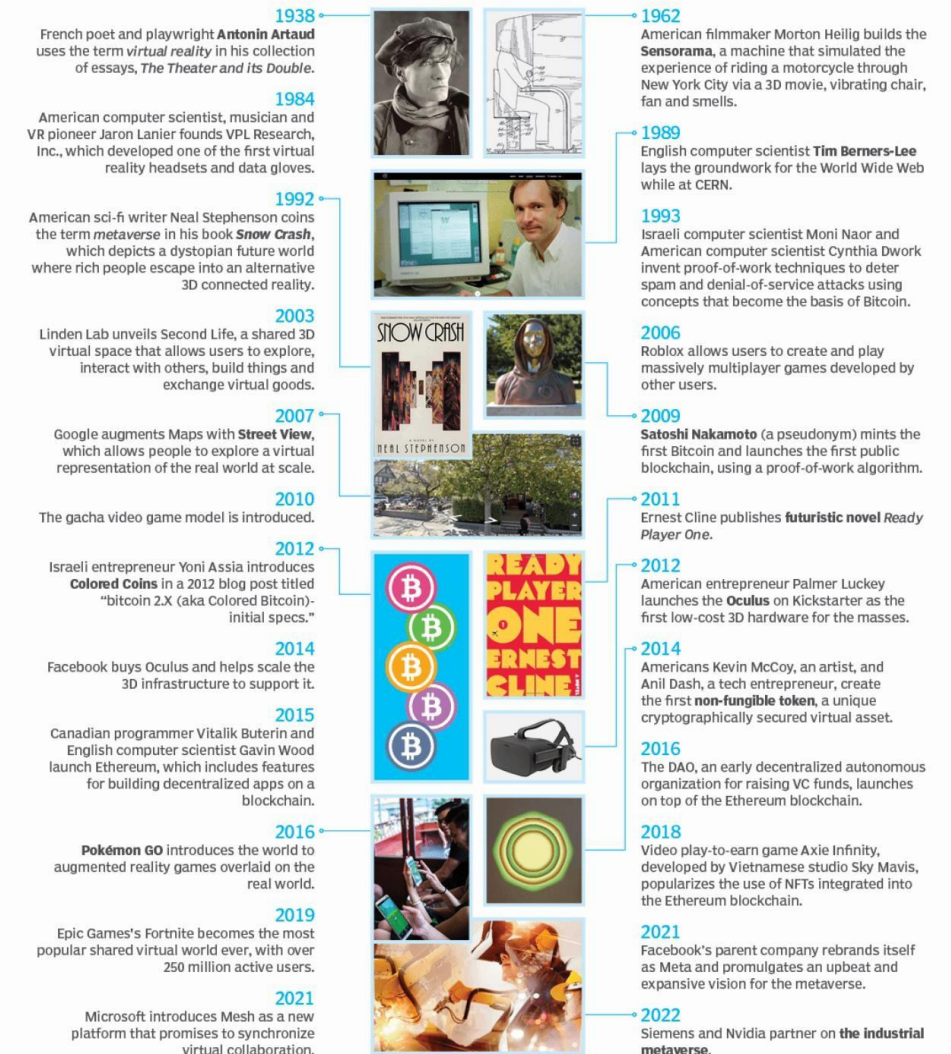 1938
French poet and playwright Antonin Artaud
uses the term virtual reality in his collection
of essays, The Theater and its Double.
1984
American computer scientist, musician and
VR pioneer Jaron Lanier founds VPL Research,
Inc., which developed one of the first virtual
reality headsets and data gloves.
1992
American sci-fi writer Neal Stephenson coins
the term metaverse in his book Snow Crash,
which depicts a dystopian future world
where rich people escape into an alternative
3D connected reality.
2003
Linden Lab unveils Second Life, a shared 3D
virtual space that allows users to explore,
interact with others, build things and
exchange virtual goods.
2007
Google augments Maps with Street View,
which allows people to explore a virtual
representation of the real world at scale.
2010
The gacha video game model is introduced.
2012
Israeli entrepreneur Yoni Assia introduces
Colored Coins in a 2012 blog post titled
“bitcoin 2.X (aka Colored Bitcoin)-
initial specs.”
2014
Facebook buys Oculus and helps scale the
3D infrastructure to support it.
2015
Canadian programmer Vitalik Buterin and
English computer scientist Gavin Wood
launch Ethereum, which includes features
for building decentralized apps on a
blockchain.
2016
Pokémon GO introduces the world to
augmented reality games overlaid on the
real world.
2019
Epic Games's Fortnite becomes the most
popular shared virtual world ever, with over
250 million active users.
2021
Microsoft introduces Mesh as a new
platform that promises to synchronize
virtual collaboration.
SNOW CRASH
A NOVEL BY
NEAL STEPHENSON
READY
PLAYER
ONE
ERNEST
CLINE
1962
American filmmaker Morton Heilig builds the
Sensorama, a machine that simulated the
experience of riding a motorcycle through
New York City via a 3D movie, vibrating chair,
fan and smells.
1989
English computer scientist Tim Berners-Lee
lays the groundwork for the World Wide Web
while at CERN.
1993
Israeli computer scientist Moni Naor and
American computer scientist Cynthia Dwork
invent proof-of-work techniques to deter
spam and denial-of-service attacks using
concepts that become the basis of Bitcoin.
2006
Roblox allows users to create and play
massively multiplayer games developed by
other users.
2009
Satoshi Nakamoto (a pseudonym) mints the
first Bitcoin and launches the first public
blockchain, using a proof-of-work algorithm.
2011
Ernest Cline publishes futuristic novel Ready
Player One.
2012
American entrepreneur Palmer Luckey
launches the Oculus on Kickstarter as the
first low-cost 3D hardware for the masses.
2014
Americans Kevin McCoy, an artist, and
Anil Dash, a tech entrepreneur, create
the first non-fungible token, a unique
cryptographically secured virtual asset.
2016
The DAO, an early decentralized autonomous
organization for raising VC funds, launches
on top of the Ethereum blockchain.
2018
Video play-to-earn game Axie Infinity,
developed by Vietnamese studio Sky Mavis,
popularizes the use of NFTs integrated into
the Ethereum blockchain.
2021
Facebook's parent company rebrands itself
as Meta and promulgates an upbeat and
expansive vision for the metaverse.
2022
Siemens and Nvidia partner on the industrial
metaverse.